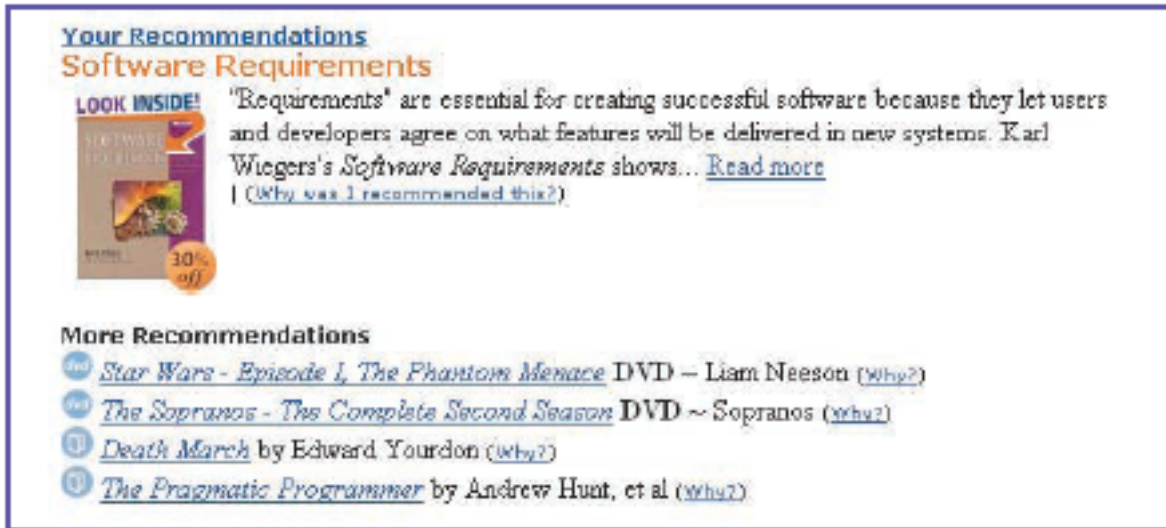 Your Recommendations
Software Requirements
LOOK INSIDE!
"Requirements" are essential for creating successful software because they let users
and developers agree on what features will be delivered in new systems. Karl
Wiegers's Software Requirements shows... Read more
| (Why was I recommended this?)
SOFTWARE
30%
off
More Recommendations
dvd Star Wars - Episode I, The Phantom Menace DVD ~ Liam Neeson (Why?)
dvd The Sopranos - The Complete Second Season DVD ~ Sopranos (Why?)
Death March by Edward Yourdon (Why?)
The Pragmatic Programmer by Andrew Hunt, et al (Why?)